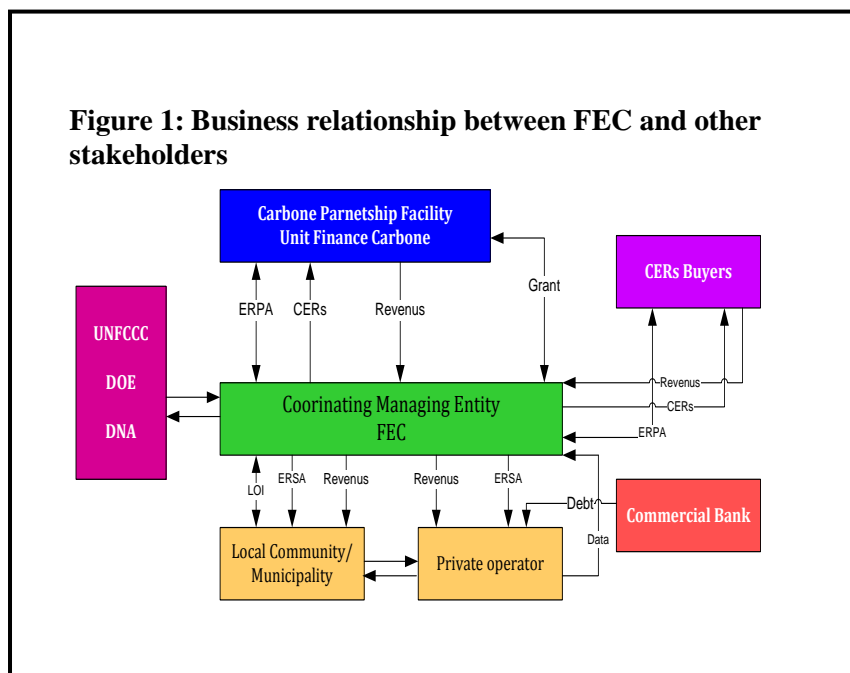 Figure 1: Business relationship between FEC and other
stakeholders
Carbone Parnetship Facility
Unit Finance Carbone
CERs Buyers
Grant
ERPA
CERs
Revenus
UNFCCC
DOE
DNA
Coorinating Managing Entity
FEC
Revenus
CERs
ERPA
LOI
ERSA
Revenus
Revenus
ERSA
Debt
Commercial Bank
Data
Local Community/
Municipality
Private operator